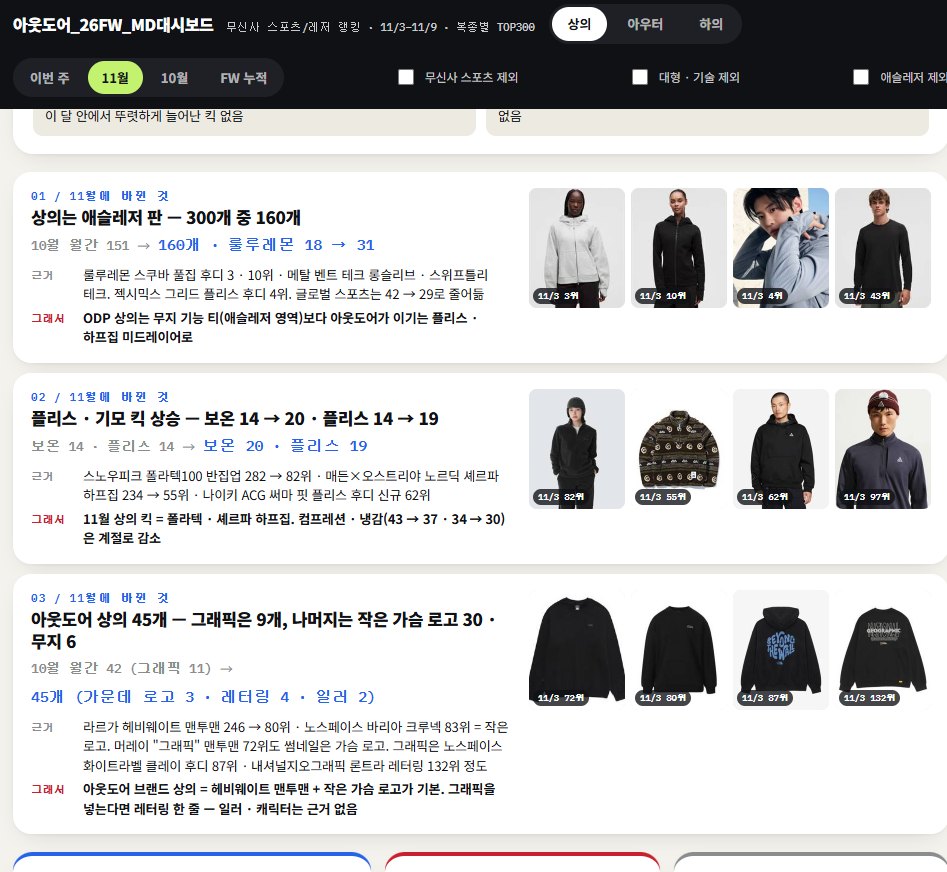 아웃도어_26FW_MD대시보드 무신사 스포츠/레저 랭킹 · 11/3–11/9 · 복종별 TOP300 상의 아우터 하의
이번 주 11월 10월 FW 누적 무신사 스포츠 제외 대형·기술 제외 애슬레저 제외
이 달 안에서 뚜렷하게 늘어난 킥 없음 없음
01 / 11월에 바뀐 것
상의는 애슬레저 판 — 300개 중 160개
10월 월간 151 → 160개 · 룰루레몬 18 → 31
근거 룰루레몬 스쿠바 풀집 후디 3 · 10위 · 메탈 벤트 테크 롱슬리브 · 스위프틀리
테크. 젝시믹스 그리드 플리스 후디 4위. 글로벌 스포츠는 42 → 29로 줄어듦
그래서 ODP 상의는 무지 기능 티(애슬레저 영역)보다 아웃도어가 이기는 플리스 ·
하프집 미드레이어로
11/3 3위 11/3 10위 11/3 4위 11/3 43위
02 / 11월에 바뀐 것
플리스 · 기모 킥 상승 — 보온 14 → 20 · 플리스 14 → 19
보온 14 · 플리스 14 → 보온 20 · 플리스 19
근거 스노우피크 폴라텍100 반집업 282 → 82위 · 매든×오스트리야 노르딕 셰르파
하프집 234 → 55위 · 나이키 ACG 써마 핏 플리스 후디 신규 62위
그래서 11월 상의 킥 = 폴라텍 · 셰르파 하프집. 컴프레션 · 냉감(43 → 37 · 34 → 30)
은 계절로 감소
11/3 82위 11/3 55위 11/3 62위 11/3 97위
03 / 11월에 바뀐 것
아웃도어 상의 45개 — 그래픽은 9개, 나머지는 작은 가슴 로고 30 ·
무지 6
10월 월간 42 (그래픽 11) →
45개 (가운데 로고 3 · 레터링 4 · 일러 2)
근거 라르가 헤비웨이트 맨투맨 246 → 80위 · 노스페이스 바리아 크루넥 83위 = 작은
로고. 머레이 "그래픽" 맨투맨 72위도 썸네일은 가슴 로고. 그래픽은 노스페이스
화이트라벨 클레이 후디 87위 · 내셔널지오그래픽 론트라 레터링 132위 정도
그래서 아웃도어 브랜드 상의 = 헤비웨이트 맨투맨 + 작은 가슴 로고가 기본. 그래픽을
넣는다면 레터링 한 줄 — 일러 · 캐릭터는 근거 없음
11/3 72위 11/3 80위 11/3 87위 11/3 132위